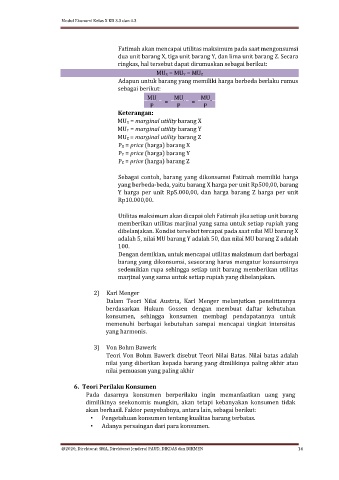 Modul Ekonomi Kelas X KD 3.3 dan 4.3
Fatimah akan mencapai utilitas maksimum pada saat mengonsumsi
dua unit barang X, tiga unit barang Y, dan lima unit barang Z. Secara
ringkas, hal tersebut dapat dirumuskan sebagai berikut:
MUX = MUY = MUZ
Adapun untuk barang yang memiliki harga berbeda berlaku rumus
sebagai berikut:
MU = MU = MU
P P P
Keterangan:
MUX = marginal utility barang X
MUY = marginal utility barang Y
MUZ = marginal utility barang Z
PX = price (harga) barang X
PY = price (harga) barang Y
PZ = price (harga) barang Z
Sebagai contoh, barang yang dikonsumsi Fatimah memiliki harga
yang berbeda-beda, yaitu barang X harga per unit Rp500,00, barang
Y harga per unit Rp5.000,00, dan harga barang Z harga per unit
Rp10.000,00.
Utilitas maksimum akan dicapai oleh Fatimah jika setiap unit barang
memberikan utilitas marjinal yang sama untuk setiap rupiah yang
dibelanjakan. Kondisi tersebut tercapai pada saat nilai MU barang X
adalah 5, nilai MU barang Y adalah 50, dan nilai MU barang Z adalah
100.
Dengan demikian, untuk mencapai utilitas maksimum dari berbagai
barang yang dikonsumsi, seseorang harus mengatur konsumsinya
sedemikian rupa sehingga setiap unit barang memberikan utilitas
marjinal yang sama untuk setiap rupiah yang dibelanjakan.
2) Karl Menger
Dalam Teori Nilai Austria, Karl Menger melanjutkan penelitiannya
berdasarkan Hukum Gossen dengan membuat daftar kebutuhan
konsumen, sehingga konsumen membagi pendapatannya untuk
memenuhi berbagai kebutuhan sampai mencapai tingkat intensitas
yang harmonis.
3) Von Bohm Bawerk
Teori Von Bohm Bawerk disebut Teori Nilai Batas. Nilai batas adalah
nilai yang diberikan kepada barang yang dimilikinya paling akhir atau
nilai pemuasan yang paling akhir
6. Teori Perilaku Konsumen
Pada dasarnya konsumen berperilaku ingin memanfaatkan uang yang
dimilikinya seekonomis mungkin, akan tetapi kebanyakan konsumen tidak
akan berhasil. Faktor penyebabnya, antara lain, sebagai berikut:
• Pengetahuan konsumen tentang kualitas barang terbatas.
• Adanya persaingan dari para konsumen.
@2020, Direktorat SMA, Direktorat Jenderal PAUD, DIKDAS dan DIKMEN 16